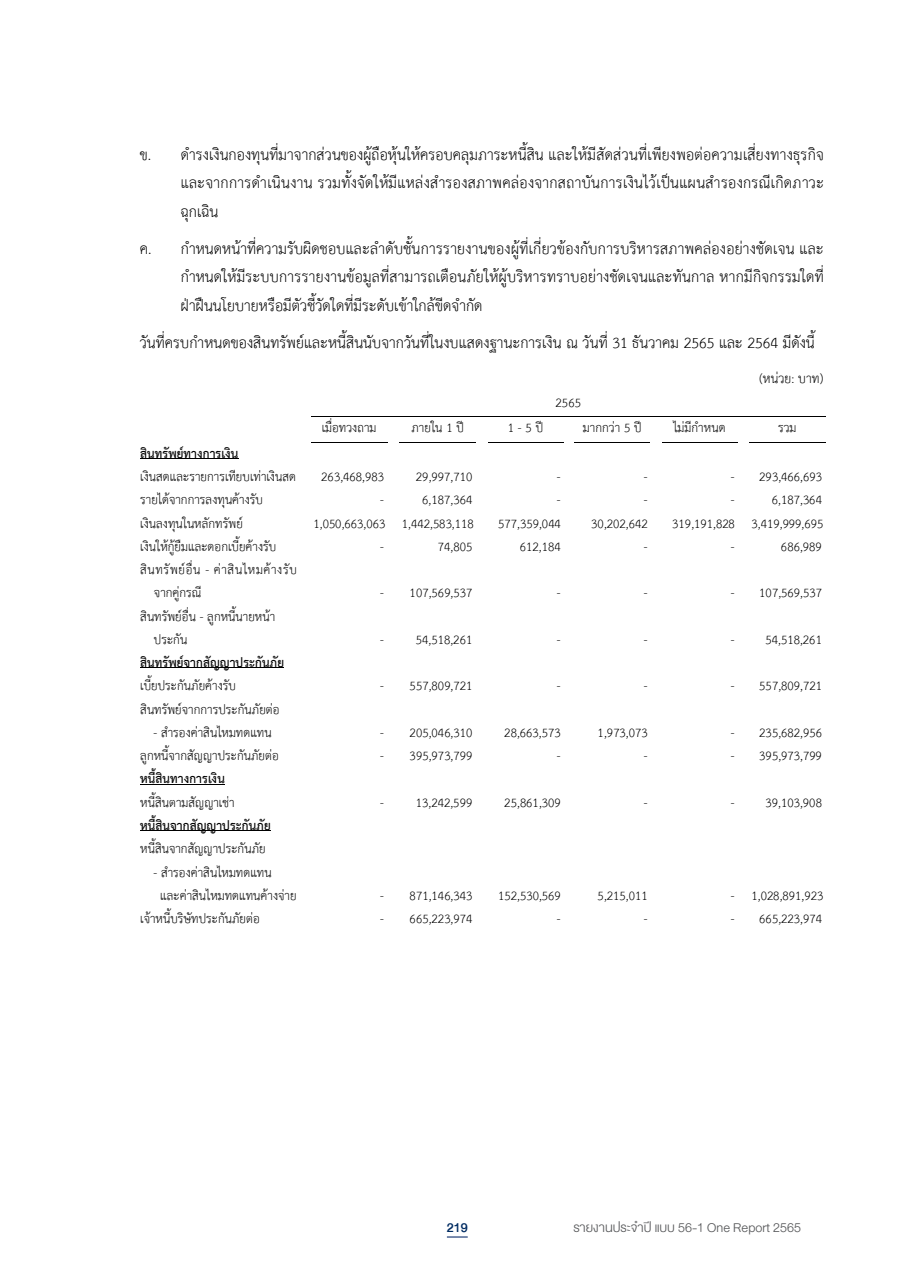 ข. ดำรงเงินกองทุนที่มาจากส่วนของผู้ถือหุ้นให้ครอบคลุมภาระหนี้สิน และให้มีสัดส่วนที่เพียงพอต่อความเสี่ยงทางธุรกิจ
และจากการดำเนินงาน รวมทั้งจัดให้มีแหล่งสำรองสภาพคล่องจากสถาบันการเงินไว้เป็นแผนสำรองกรณีเกิดภาวะ
ฉุกเฉิน
ค. กำหนดหน้าที่ความรับผิดชอบและลำดับชั้นการรายงานของผู้ที่เกี่ยวข้องกับการบริหารสภาพคล่องอย่างชัดเจน และ
กำหนดให้มีระบบการรายงานข้อมูลที่สามารถเตือนภัยให้ผู้บริหารทราบอย่างชัดเจนและทันกาล หากมีกิจกรรมใดที่
ฝ่าฝืนนโยบายหรือมีตัวชี้วัดใดที่มีระดับเข้าใกล้ขีดจำกัด
วันที่ครบกำหนดของสินทรัพย์และหนี้สินนับจากวันที่ในงบแสดงฐานะการเงิน ณ วันที่ 31 ธันวาคม 2565 และ 2564 มีดังนี้
(หน่วย: บาท)
2565
เมื่อทวงถาม ภายใน 1 ปี 1 - 5 ปี มากกว่า 5 ปี ไม่มีกำหนด รวม
สินทรัพย์ทางการเงิน
เงินสดและรายการเทียบเท่าเงินสด 263,468,983 29,997,710 - - - 293,466,693
รายได้จากการลงทุนค้างรับ - 6,187,364 - - - 6,187,364
เงินลงทุนในหลักทรัพย์ 1,050,663,063 1,442,583,118 577,359,044 30,202,642 319,191,828 3,419,999,695
เงินให้กู้ยืมและดอกเบี้ยค้างรับ - 74,805 612,184 - - 686,989
สินทรัพย์อื่น - ค่าสินไหมค้างรับ
จากคู่กรณี - 107,569,537 - - - 107,569,537
สินทรัพย์อื่น - ลูกหนี้นายหน้า
ประกัน - 54,518,261 - - - 54,518,261
สินทรัพย์จากสัญญาประกันภัย
เบี้ยประกันภัยค้างรับ - 557,809,721 - - - 557,809,721
สินทรัพย์จากการประกันภัยต่อ
- สำรองค่าสินไหมทดแทน - 205,046,310 28,663,573 1,973,073 - 235,682,956
ลูกหนี้จากสัญญาประกันภัยต่อ - 395,973,799 - - - 395,973,799
หนี้สินทางการเงิน
หนี้สินตามสัญญาเช่า - 13,242,599 25,861,309 - - 39,103,908
หนี้สินจากสัญญาประกันภัย
หนี้สินจากสัญญาประกันภัย
- สำรองค่าสินไหมทดแทน
และค่าสินไหมทดแทนค้างจ่าย - 871,146,343 152,530,569 5,215,011 - 1,028,891,923
เจ้าหนี้บริษัทประกันภัยต่อ - 665,223,974 - - - 665,223,974
219 รายงานประจำปี แบบ 56-1 One Report 2565